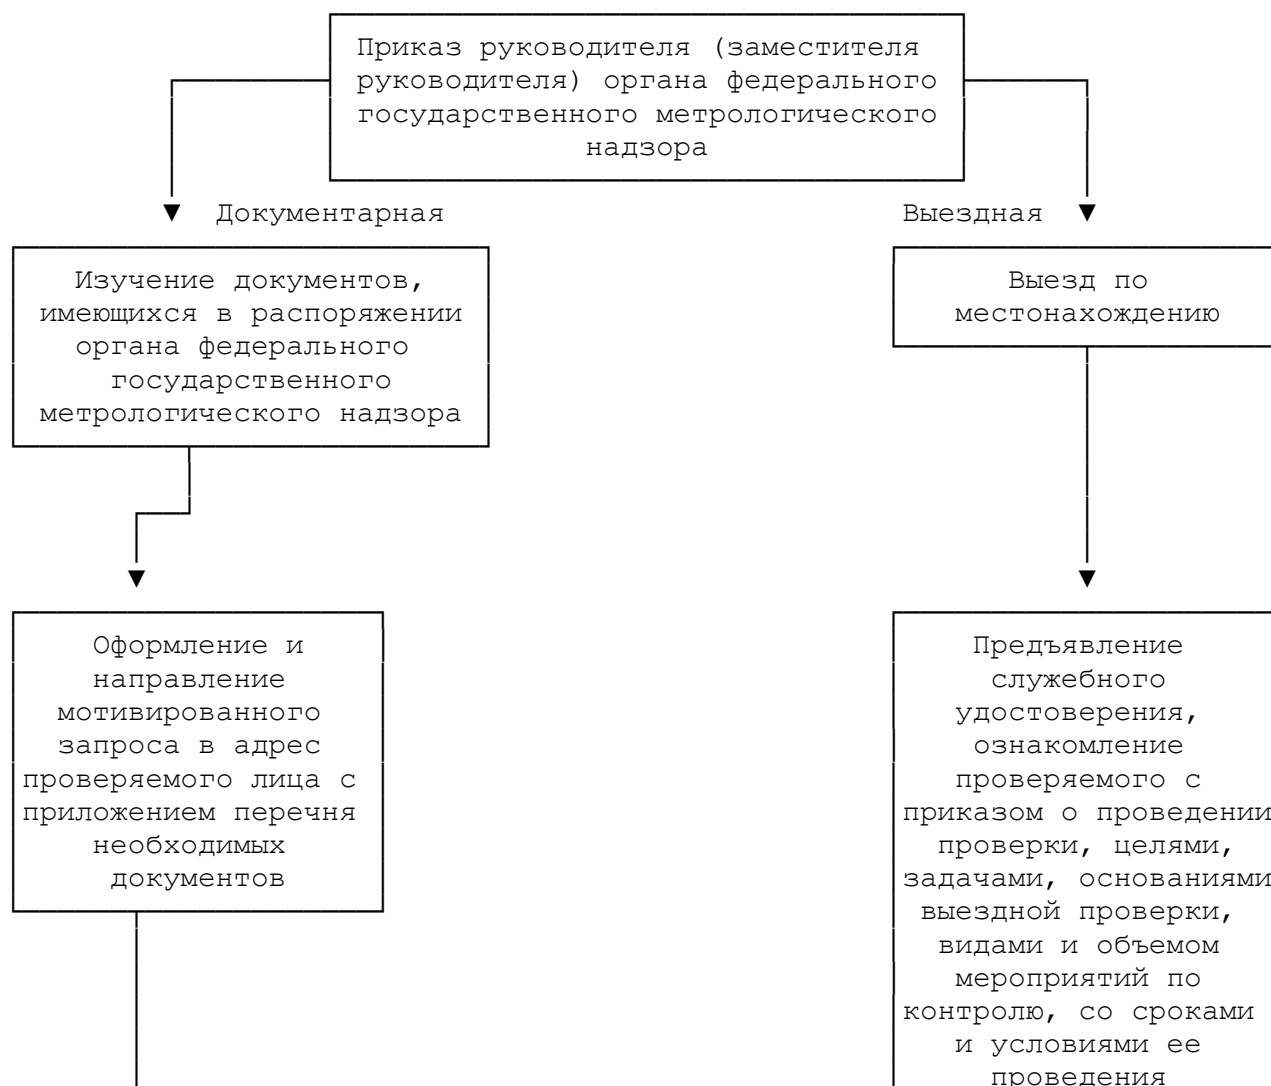 Приказ руководителя (заместителя
руководителя) органа федерального
государственного метрологического
надзора
Документарная
Выездная
Изучение документов,
имеющихся в распоряжении
органа федерального
государственного
метрологического надзора
Выезд по
местонахождению
Оформление и
направление
мотивированного
запроса в адрес
проверяемого лица с
приложением перечня
необходимых
документов
Предъявление
служебного
удостоверения,
ознакомление
проверяемого с
приказом о проведении
проверки, целями,
задачами, основаниями
выездной проверки,
видами и объемом
мероприятий по
контролю, со сроками
и условиями ее
проведения